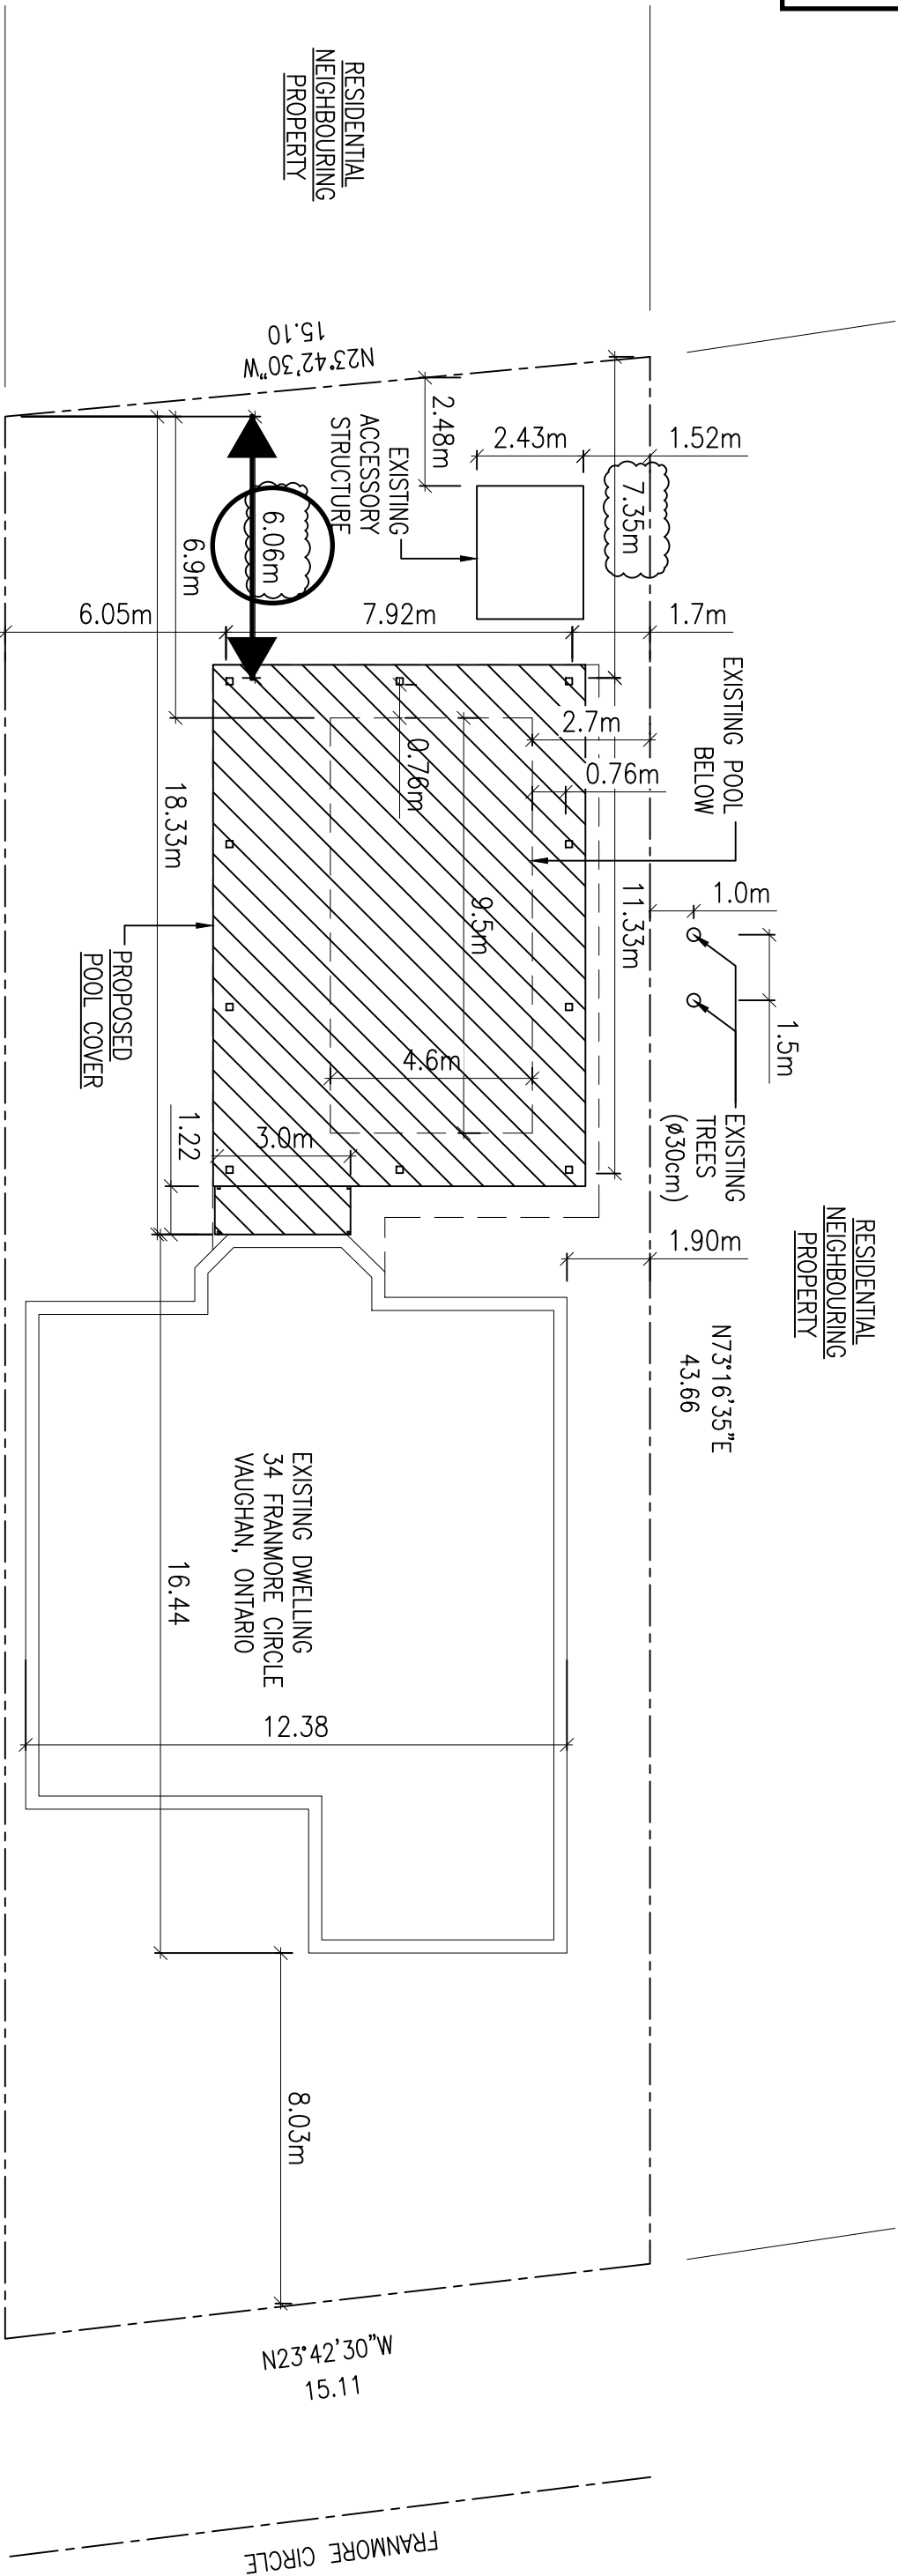 RESIDENTIAL
NEIGHBOURING
PROPERTY
N23°42'30"W
15.10
2.48m
2.43m
1.52m
7.35m
EXISTING
ACCESSORY
STRUCTURE
6.06m
6.9m
6.05m
7.92m
1.7m
EXISTING POOL
BELOW
2.7m
0.76m
0.76m
18.33m
9.5m
11.33m
1.0m
1.5m
4.6m
PROPOSED
POOL COVER
EXISTING
TREES
(ø30cm)
1.22
3.0m
1.90m
RESIDENTIAL
NEIGHBOURING
PROPERTY
N73°16'35"E
43.66
EXISTING DWELLING
34 FRANMORE CIRCLE
VAUGHAN, ONTARIO
16.44
12.38
8.03m
N23°42'30"W
15.11
FRANMORE CIRCLE